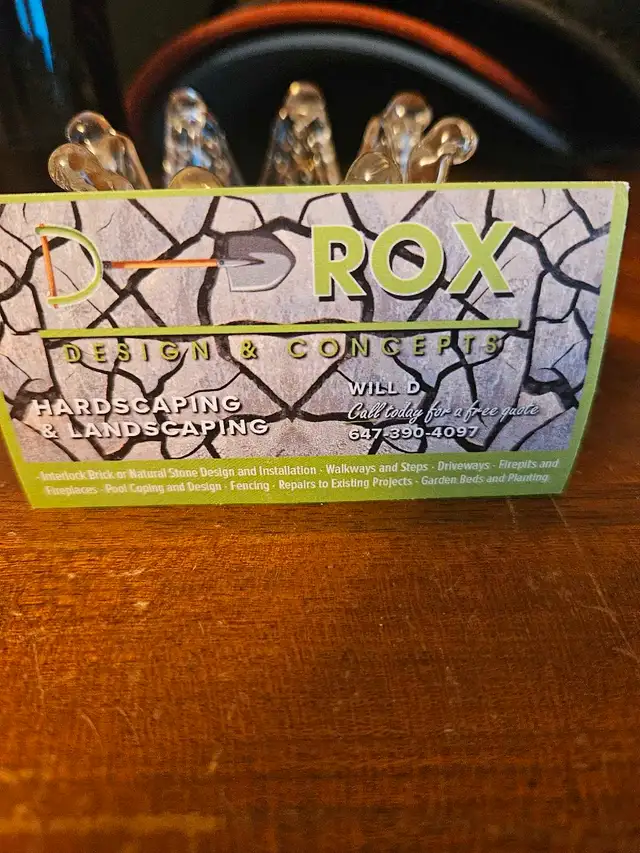 D ROX
DESIGN & CONCEPTS
HARDSCAPING
& LANDSCAPING
WILL D
Call today for a free quote
647-390-4097
·Interlock Brick or Natural Stone Design and Installation · Walkways and Steps · Driveways · Firepits and
Fireplaces · Pool Coping and Design · Fencing · Repairs to Existing Projects · Garden Beds and Planting